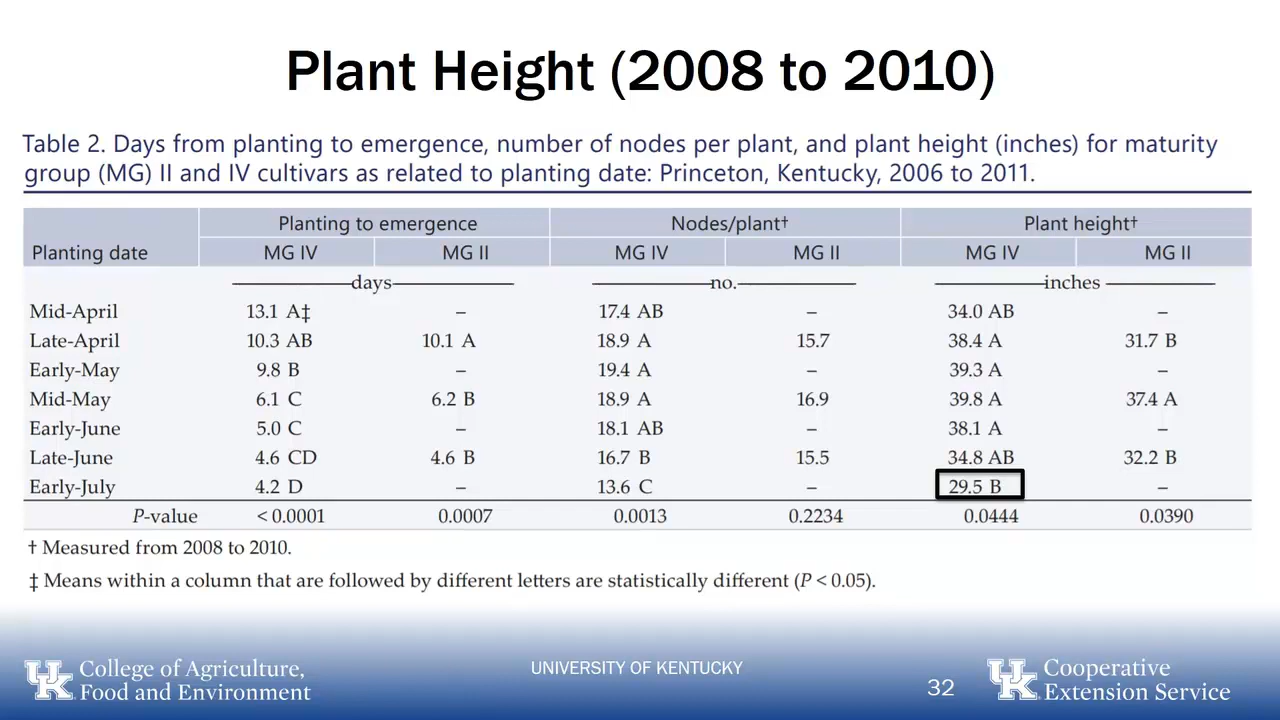 Plant Height (2008 to 2010)
Table 2. Days from planting to emergence, number of nodes per plant, and plant height (inches) for maturity
group (MG) II and IV cultivars as related to planting date: Princeton, Kentucky, 2006 to 2011.
Planting to emergence Nodes/plant† Plant height†
Planting date MG IV MG II MG IV MG II MG IV MG II
days no. inches
Mid-April 13.1 A‡ – 17.4 AB – 34.0 AB –
Late-April 10.3 AB 10.1 A 18.9 A 15.7 38.4 A 31.7 B
Early-May 9.8 B – 19.4 A – 39.3 A –
Mid-May 6.1 C 6.2 B 18.9 A 16.9 39.8 A 37.4 A
Early-June 5.0 C – 18.1 AB – 38.1 A –
Late-June 4.6 CD 4.6 B 16.7 B 15.5 34.8 AB 32.2 B
Early-July 4.2 D – 13.6 C – 29.5 B –
P-value < 0.0001 0.0007 0.0013 0.2234 0.0444 0.0390
† Measured from 2008 to 2010.
‡ Means within a column that are followed by different letters are statistically different (P < 0.05).
UK College of Agriculture,
Food and Environment
UNIVERSITY OF KENTUCKY
32
UK Cooperative
Extension Service